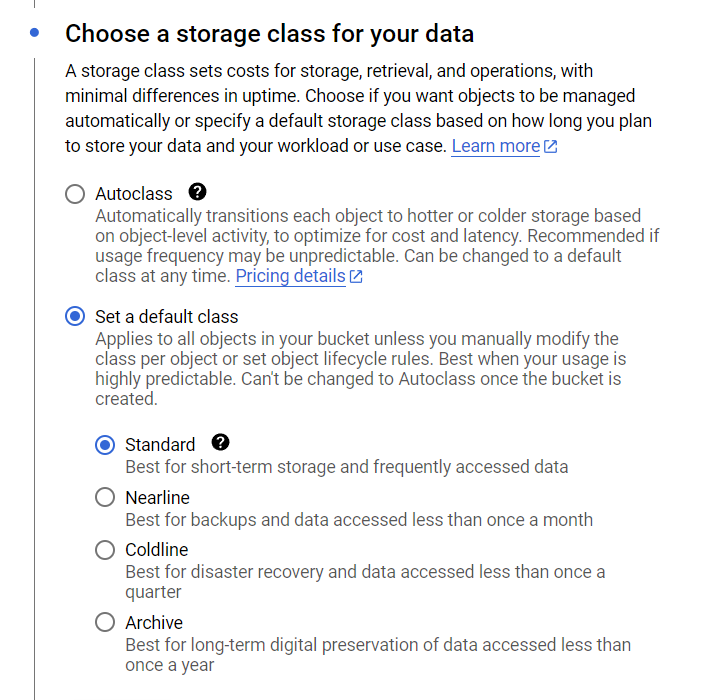 Choose a storage class for your data
A storage class sets costs for storage, retrieval, and operations, with
minimal differences in uptime. Choose if you want objects to be managed
automatically or specify a default storage class based on how long you plan
to store your data and your workload or use case. Learn more
Autoclass ?
Automatically transitions each object to hotter or colder storage based
on object-level activity, to optimize for cost and latency. Recommended if
usage frequency may be unpredictable. Can be changed to a default
class at any time. Pricing details
Set a default class
Applies to all objects in your bucket unless you manually modify the
class per object or set object lifecycle rules. Best when your usage is
highly predictable. Can't be changed to Autoclass once the bucket is
created.
Standard ?
Best for short-term storage and frequently accessed data
Nearline
Best for backups and data accessed less than once a month
Coldline
Best for disaster recovery and data accessed less than once a
quarter
Archive
Best for long-term digital preservation of data accessed less than
once a year